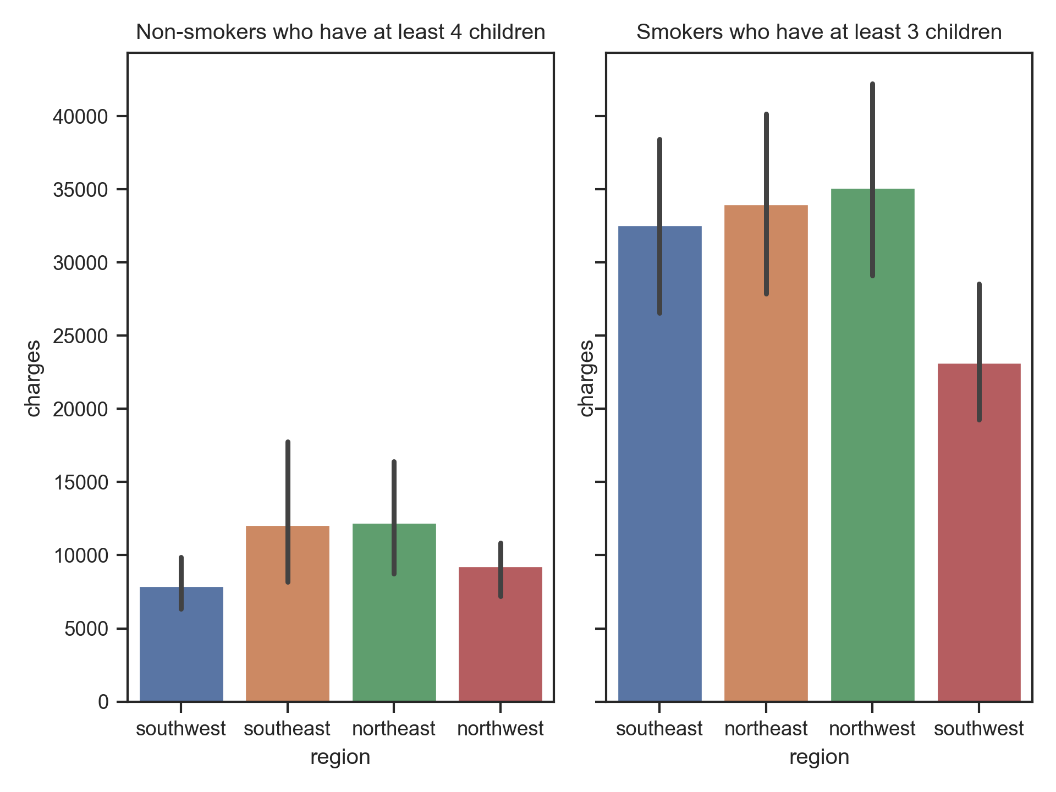 Non-smokers who have at least 4 children
charges
40000
35000
30000
25000
20000
15000
10000
5000
0
southwest southeast northeast northwest
region
Smokers who have at least 3 children
charges
southeast northeast northwest southwest
region